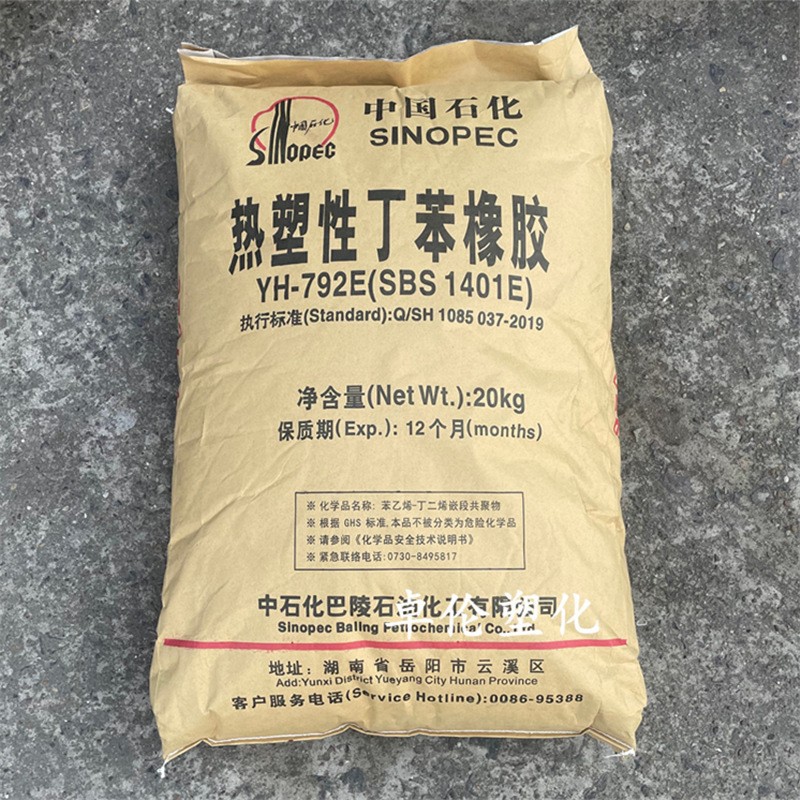 中国石化
SINOPEC
中国石化
SINOPEC
热塑性丁苯橡胶
YH-792E(SBS 1401E)
执行标准(Standard):Q/SH 1085 037-2019
净含量(Net Wt.):20kg
保质期(Exp.): 12个月(months)
※ 化学品名称: 苯乙烯-丁二烯嵌段共聚物
※ 根据 GHS 标准,本品不被分类为危险化学品
※ 请参阅《化学品安全技术说明书》
※ 紧急联络电话:0730-8495817
中石化巴陵石油化工有限公司
卓伦塑化
Sinopec Baling Petrochemical Co., Ltd
地址: 湖南省岳阳市云溪区
Add:Yunxi District Yueyang City Hunan Province
客户服务电话(Service Hotline):0086-95388